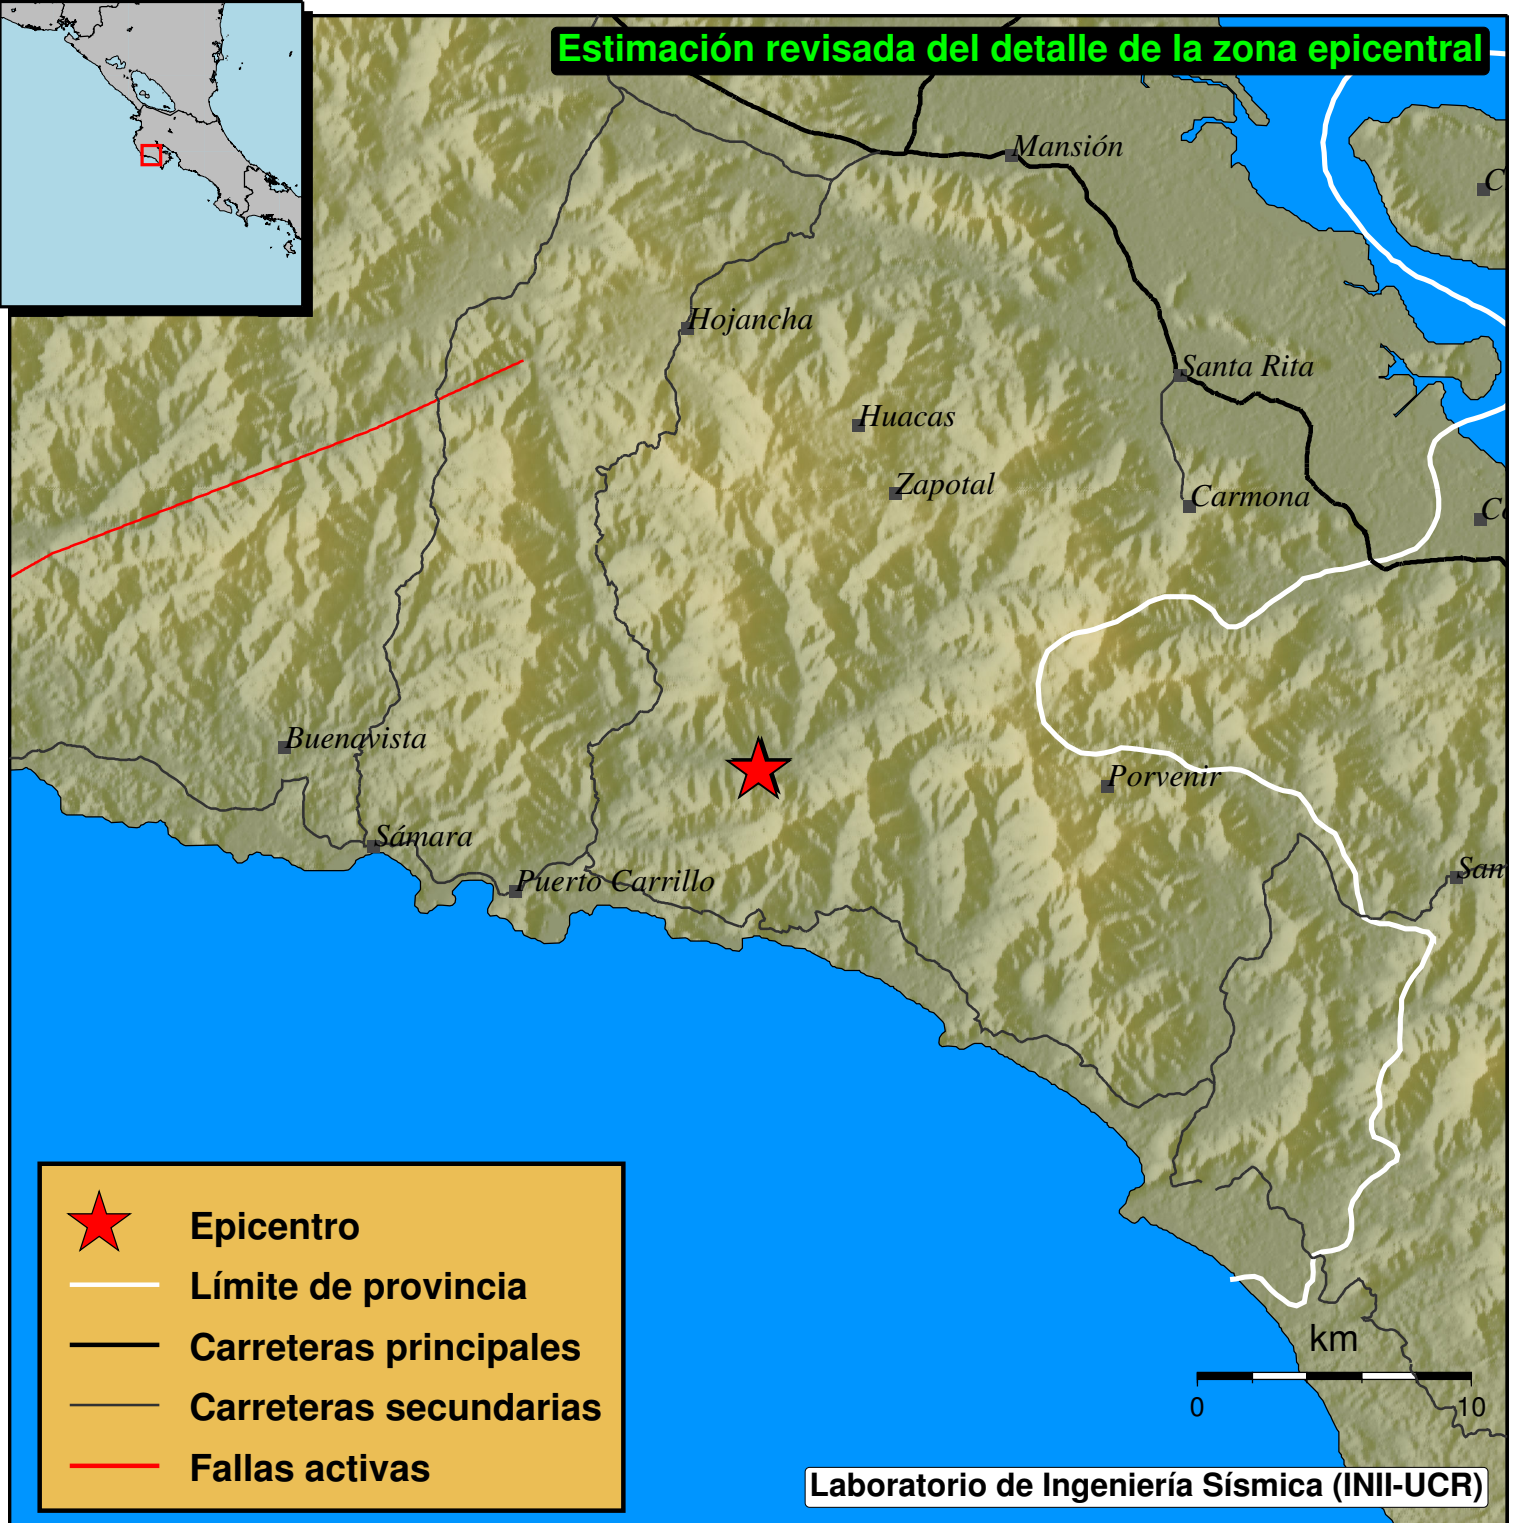 Estimación revisada del detalle de la zona epicentral
Mansión
C
Hojancha
Santa Rita
Huacas
Zapotal
Carmona
Buenavista
Porvenir
Sámara
San
Puerto Carrillo
Epicentro
Límite de provincia
Carreteras principales
Carreteras secundarias
Fallas activas
km
0 10
Laboratorio de Ingeniería Sísmica (INII-UCR)